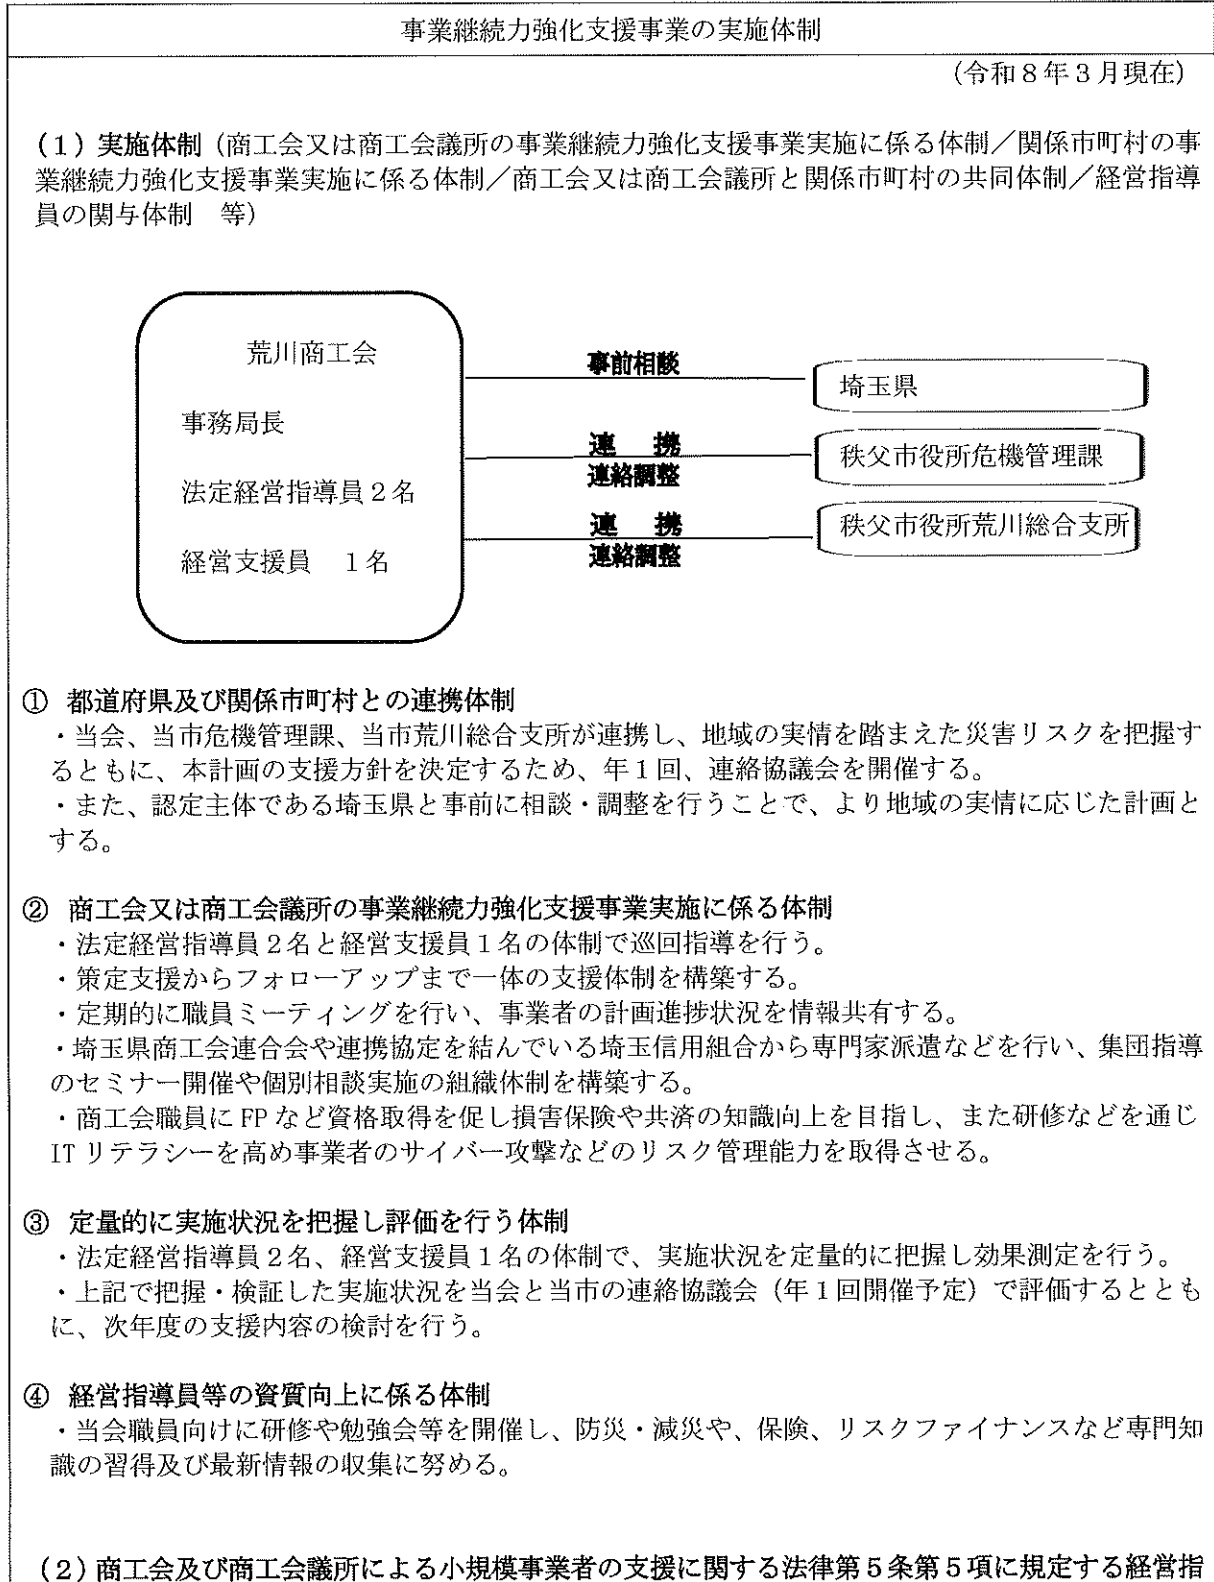 事業継続力強化支援事業の実施体制
(令和8年3月現在)
(1)実施体制(商工会又は商工会議所の事業継続力強化支援事業実施に係る体制/関係市町村の事
業継続力強化支援事業実施に係る体制/商工会又は商工会議所と関係市町村の共同体制/経営指導
員の関与体制 等)
荒川商工会
事務局長
法定経営指導員2名
経営支援員 1名
事前相談
埼玉県
連 携
連絡調整
秩父市役所危機管理課
連 携
連絡調整
秩父市役所荒川総合支所
① 都道府県及び関係市町村との連携体制
・当会、当市危機管理課、当市荒川総合支所が連携し、地域の実情を踏まえた災害リスクを把握す
るともに、本計画の支援方針を決定するため、年1回、連絡協議会を開催する。
・また、認定主体である埼玉県と事前に相談・調整を行うことで、より地域の実情に応じた計画と
する。
② 商工会又は商工会議所の事業継続力強化支援事業実施に係る体制
・法定経営指導員2名と経営支援員1名の体制で巡回指導を行う。
・策定支援からフォローアップまで一体の支援体制を構築する。
・定期的に職員ミーティングを行い、事業者の計画進捗状況を情報共有する。
・埼玉県商工会連合会や連携協定を結んでいる埼玉信用組合から専門家派遣などを行い、集団指導
のセミナー開催や個別相談実施の組織体制を構築する。
・商工会職員にFPなど資格取得を促し損害保険や共済の知識向上を目指し、また研修などを通じ
ITリテラシーを高め事業者のサイバー攻撃などのリスク管理能力を取得させる。
③ 定量的に実施状況を把握し評価を行う体制
・法定経営指導員2名、経営支援員1名の体制で、実施状況を定量的に把握し効果測定を行う。
・上記で把握・検証した実施状況を当会と当市の連絡協議会(年1回開催予定)で評価するととも
に、次年度の支援内容の検討を行う。
④ 経営指導員等の資質向上に係る体制
・当会職員向けに研修や勉強会等を開催し、防災・減災や、保険、リスクファイナンスなど専門知
識の習得及び最新情報の収集に努める。
(2)商工会及び商工会議所による小規模事業者の支援に関する法律第5条第5項に規定する経営指